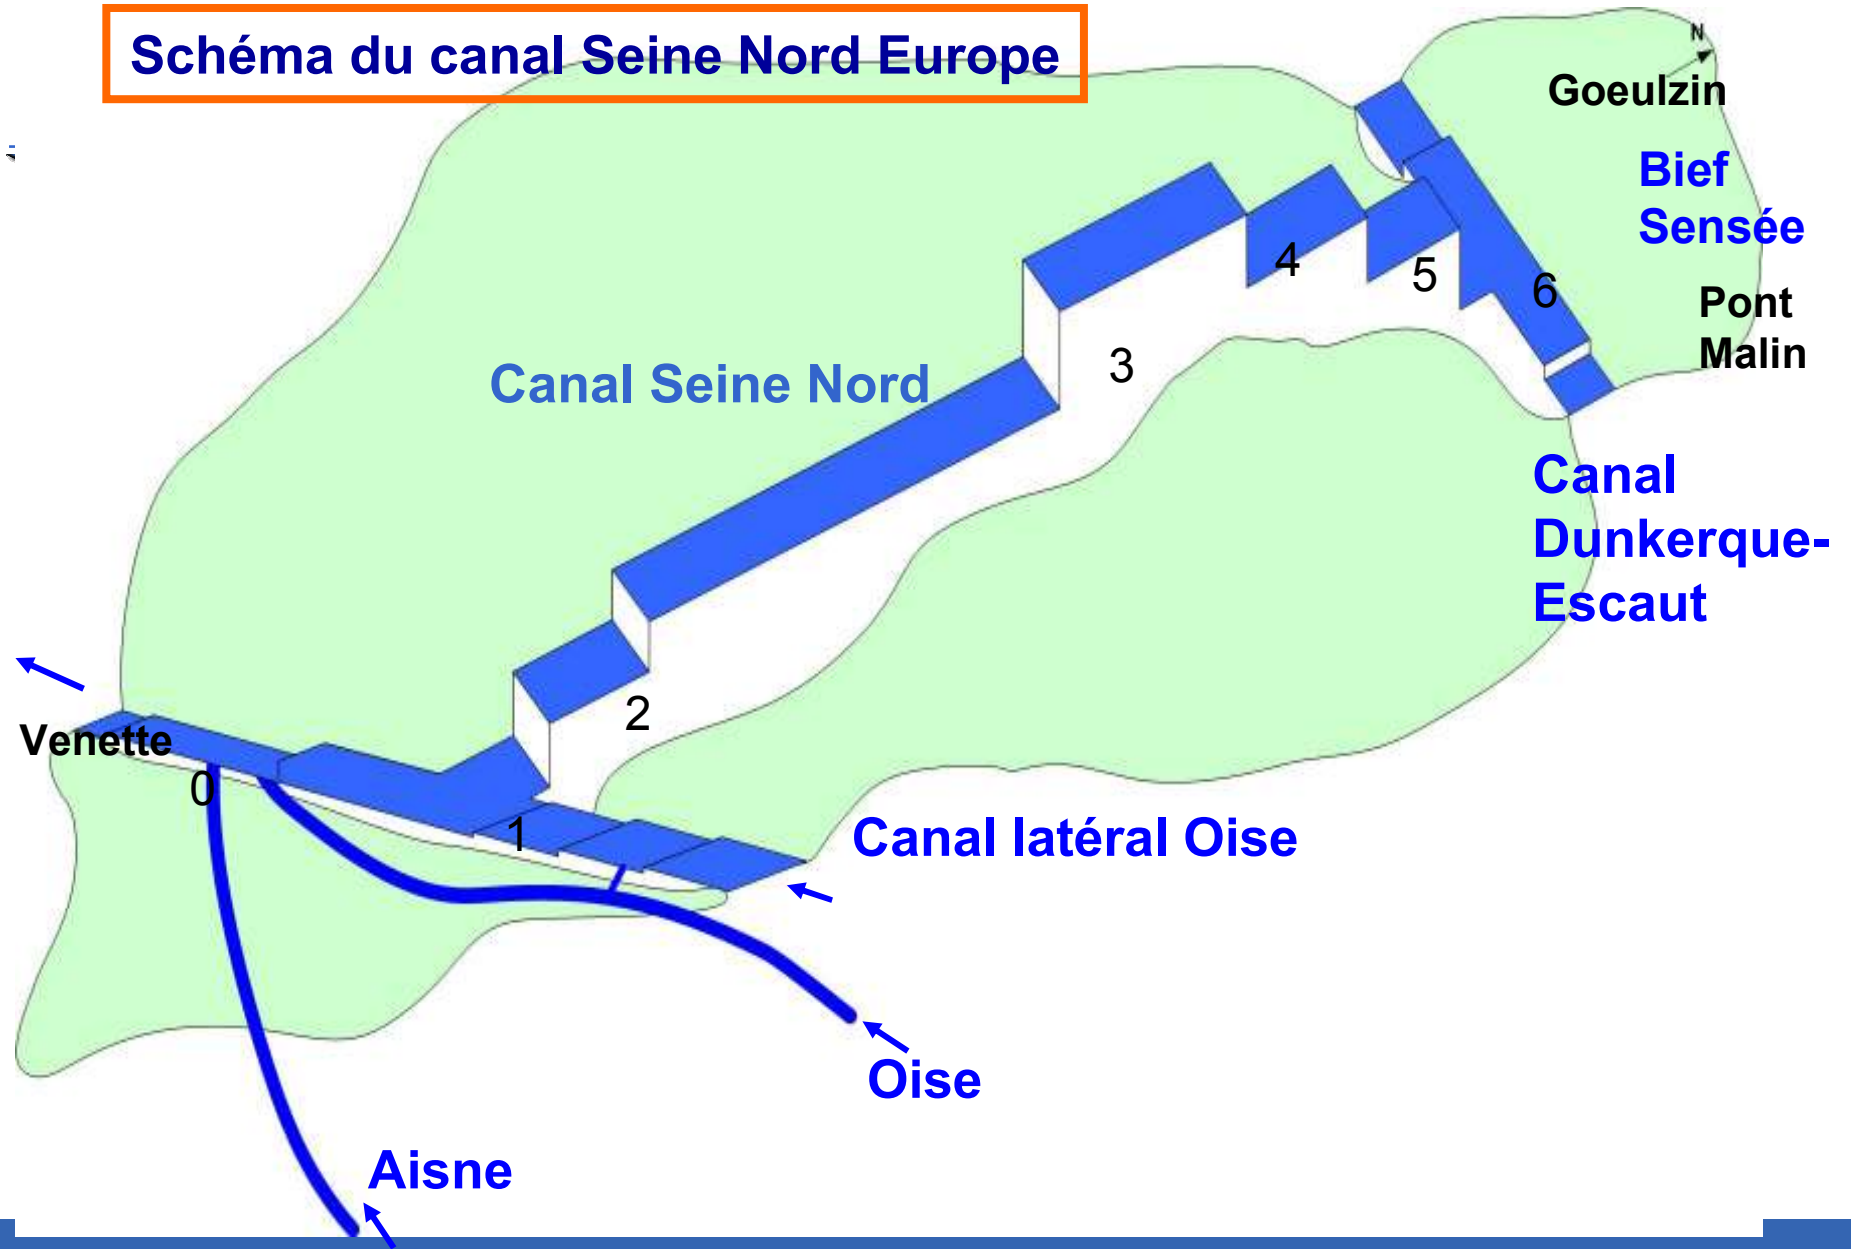 Schéma du canal Seine Nord Europe
N
Goeulzin
Bief
Sensée
4
5
6
Pont
Malin
3
Canal Seine Nord
Canal
Dunkerque-
Escaut
2
Venette
0
1
Canal latéral Oise
Oise
Aisne